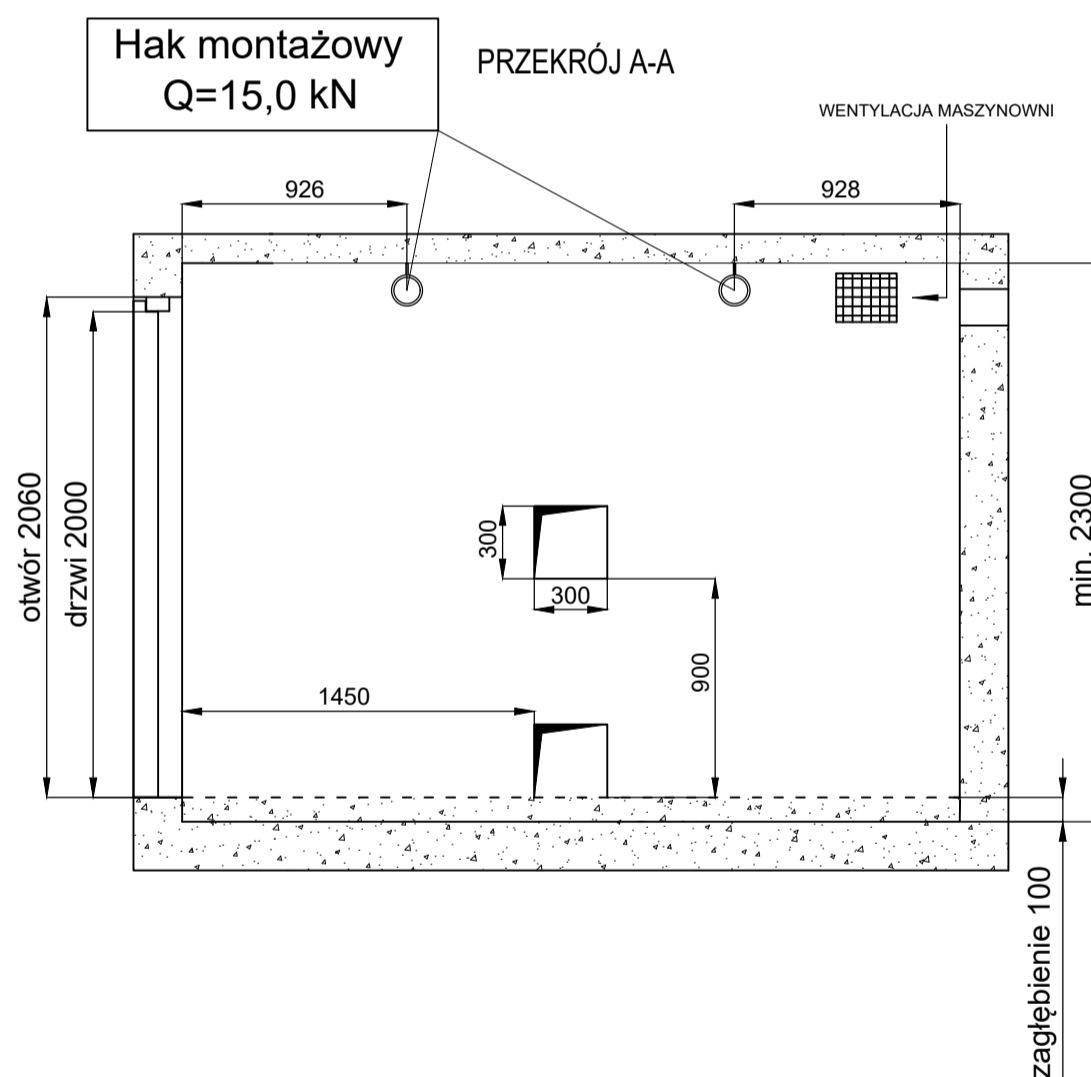 Hak montażowy
Q=15,0 kN
PRZEKRÓJ A-A
WENTYLACJA MASZYNOWNI
926
928
otwór 2060
drzwi 2000
300
300
min. 2300
900
1450
zagłębienie 100